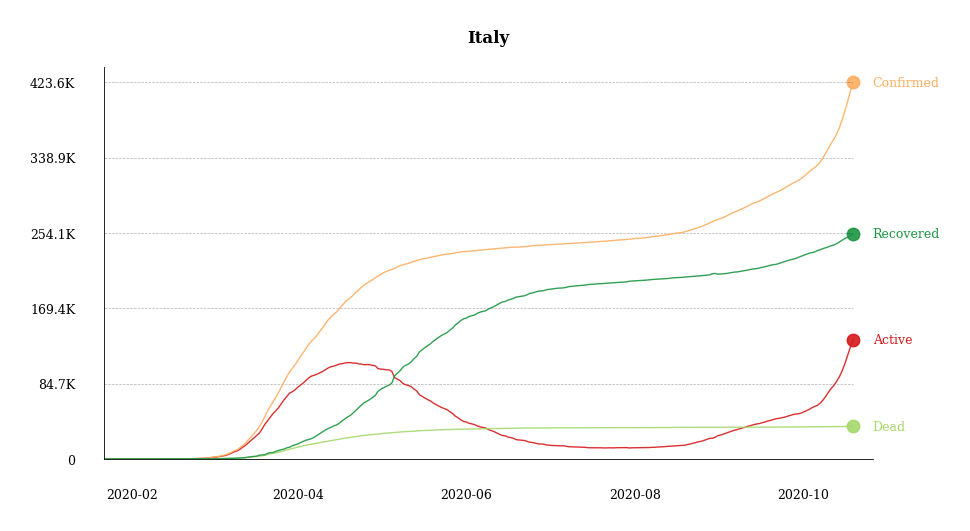 Italy
423.6K
Confirmed
338.9K
254.1K
Recovered
169.4K
Active
84.7K
Dead
0
2020-02
2020-04
2020-06
2020-08
2020-10